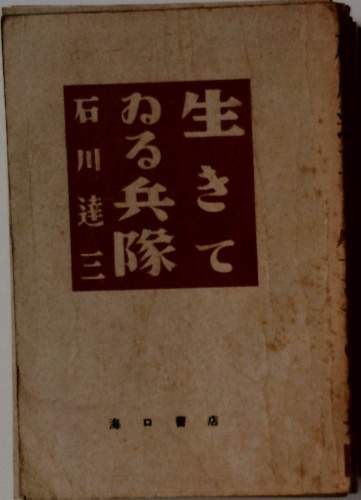 生きて
ゐる兵隊
石川達三
海口書店